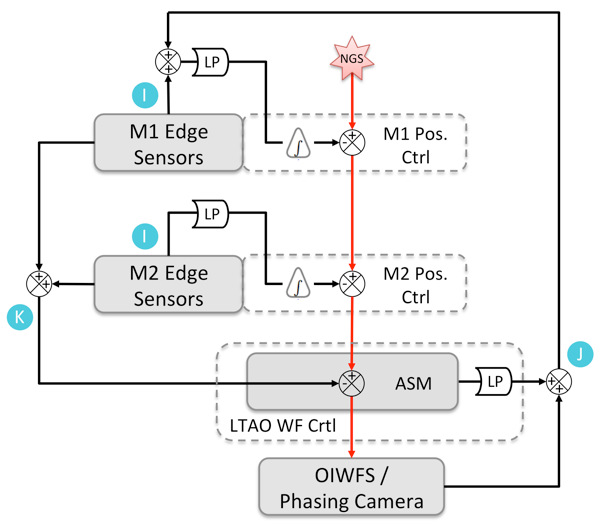 LP
NGS
I
M1 Edge
Sensors
∫
M1 Pos.
Ctrl
LP
I
M2 Edge
Sensors
∫
M2 Pos.
Ctrl
K
J
ASM
LP
LTAO WF Crtl
OIWFS /
Phasing Camera